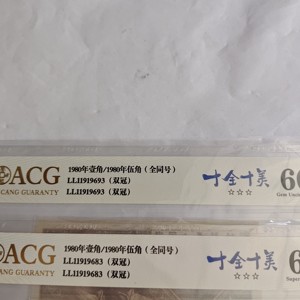 ACG
CANG GUARANTY
1980年壹角/1980年伍角（全同号）
LL11919693（双冠）
LL11919693（双冠）
十全十美
☆☆☆
Gem Unc
ACG
CANG GUARANTY
1980年壹角/1980年伍角（全同号）
LL11919683（双冠）
LL11919683（双冠）
十全十美
☆☆☆
6
Super